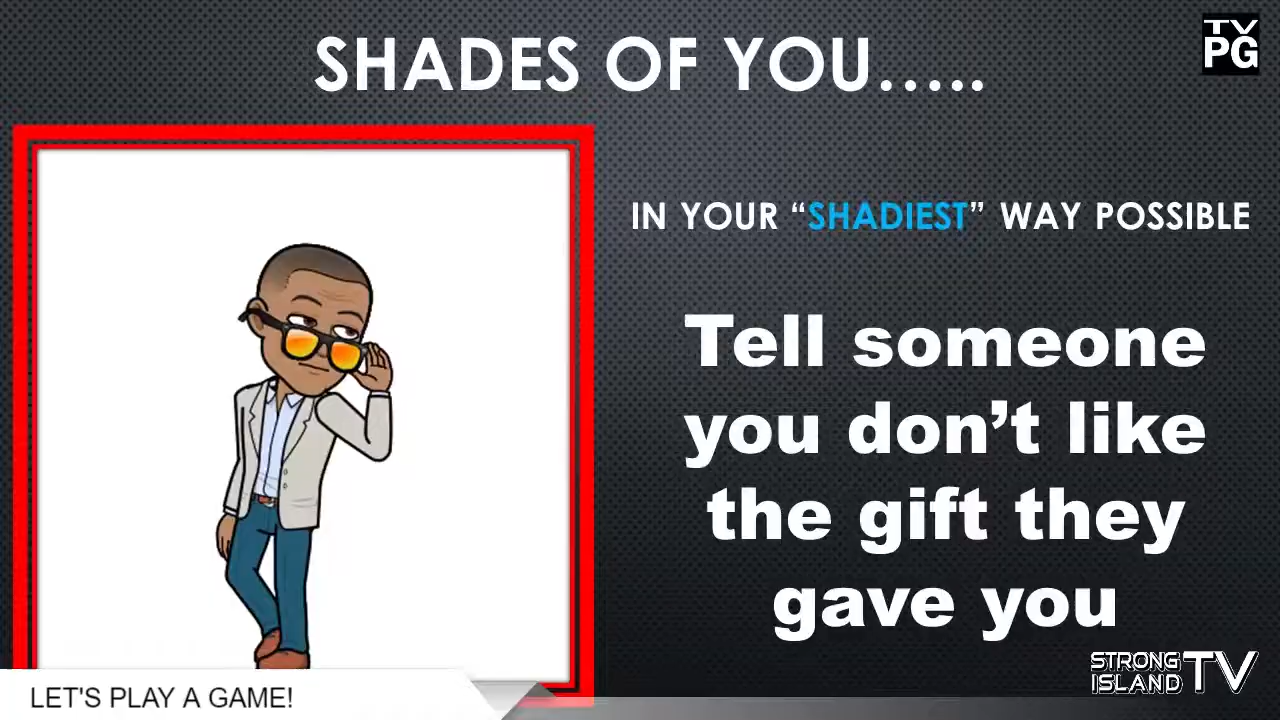 SHADES OF YOU…..
TV
PG
IN YOUR “SHADIEST” WAY POSSIBLE
Tell someone
you don’t like
the gift they
gave you
STRONG
ISLAND TV
LET'S PLAY A GAME!